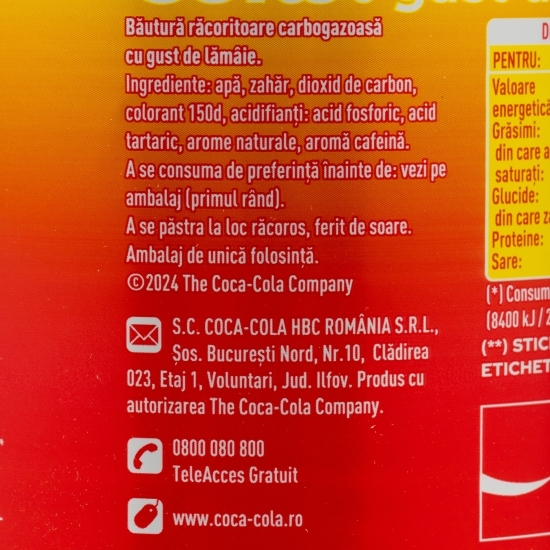 Băutură răcoritoare carbogazoasă
cu gust de lămâie.
Ingrediente: apă, zahăr, dioxid de carbon,
colorant 150d, acidifianți: acid fosforic, acid
tartaric, arome naturale, aromă cafeină.
A se consuma de preferință înainte de: vezi pe
ambalaj (primul rând).
A se păstra la loc răcoros, ferit de soare.
Ambalaj de unică folosință.
©2024 The Coca-Cola Company
S.C. COCA-COLA HBC ROMÂNIA S.R.L.,
Șos. București Nord, Nr.10, Clădirea
023, Etaj 1, Voluntari, Jud. Ilfov. Produs cu
autorizarea The Coca-Cola Company.
0800 080 800
TeleAcces Gratuit
www.coca-cola.ro
PENTRU:
Valoare
energetică
Grăsimi:
din care a
saturați:
Glucide:
din care za
Proteine:
Sare:
(*) Consum
(8400 kJ / 2
(**) STIC
ETICHET